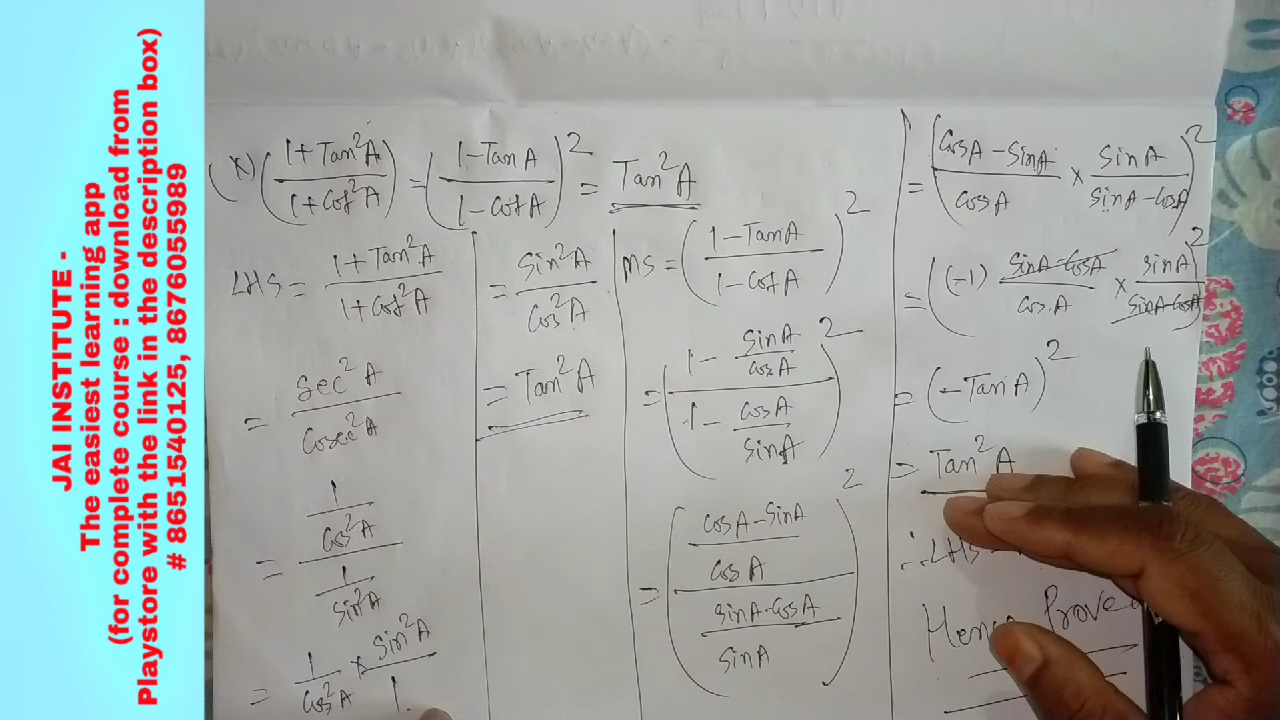 JAI INSTITUTE -
The easiest learning app
(for complete course : download from
Playstore with the link in the description box)
# 8651540125, 8676055989
(x) ((1+Tan²A)/(1+Cot²A)) = ((1-TanA)/(1-CotA))² = Tan²A
LHS = (1+Tan²A)/(1+Cot²A)
= Sec²A/Cosec²A
= (1/Cos²A)/(1/Sin²A)
= 1/Cos²A × Sin²A/1
= Sin²A/Cos²A
= Tan²A
MS = ((1-TanA)/(1-CotA))²
= ((1-SinA/CosA)/(1-CosA/SinA))²
= (((CosA-SinA)/CosA)/((SinA-CosA)/SinA))²
= ((CosA-SinA)/CosA × SinA/(SinA-CosA))²
= ((-1) (SinA-CosA)/CosA × SinA/(SinA-CosA))²
= (-TanA)²
= Tan²A
∴ LHS =
Hence Proved